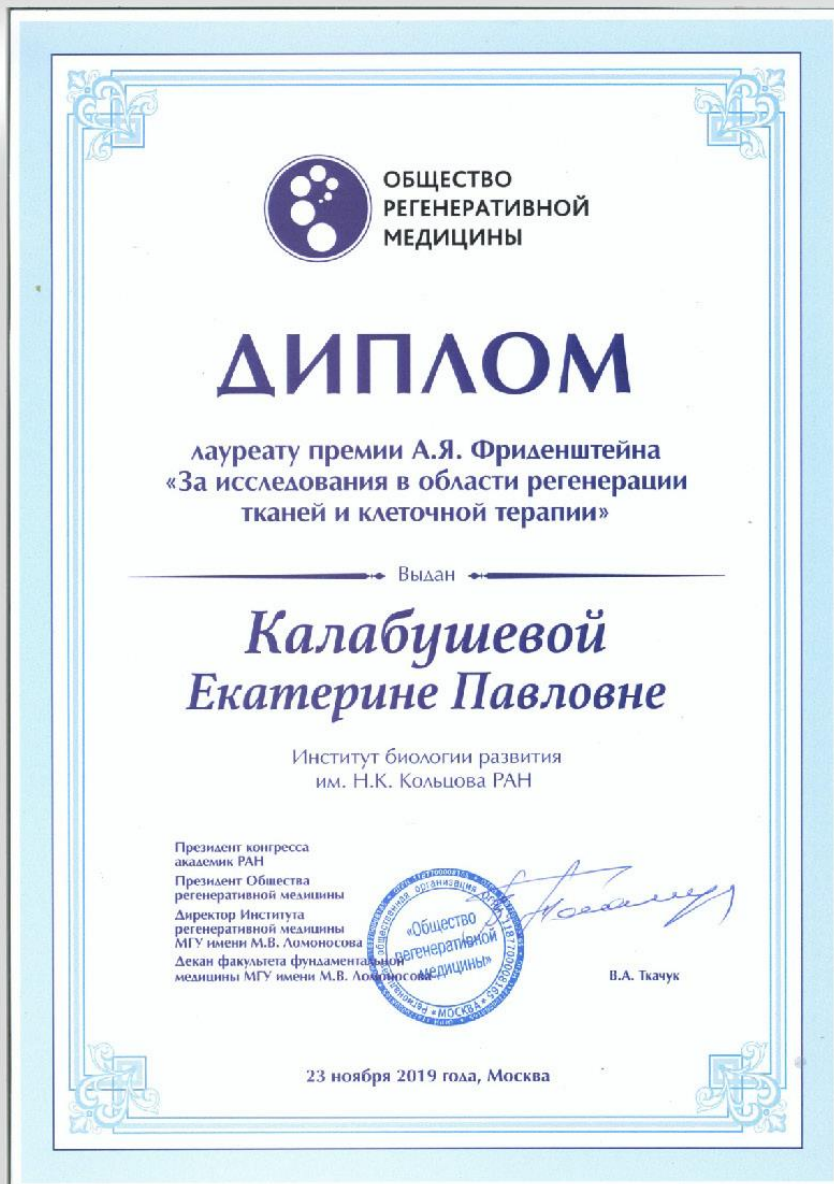 ОБЩЕСТВО
РЕГЕНЕРАТИВНОЙ
МЕДИЦИНЫ
ДИПЛОМ
лауреату премии А.Я. Фриденштейна
«За исследования в области регенерации
тканей и клеточной терапии»
Выдан
Калабушевой
Екатерине Павловне
Институт биологии развития
им. Н.К. Кольцова РАН
Президент конгресса
академик РАН
Президент Общества
регенеративной медицины
Директор Института
регенеративной медицины
МГУ имени М.В. Ломоносова
Декан факультета фундаментальной
медицины МГУ имени М.В. Ломоносова
«Общество
регенеративной
медицины»
общественная организация
МОСКВА
В.А. Ткачук
23 ноября 2019 года, Москва